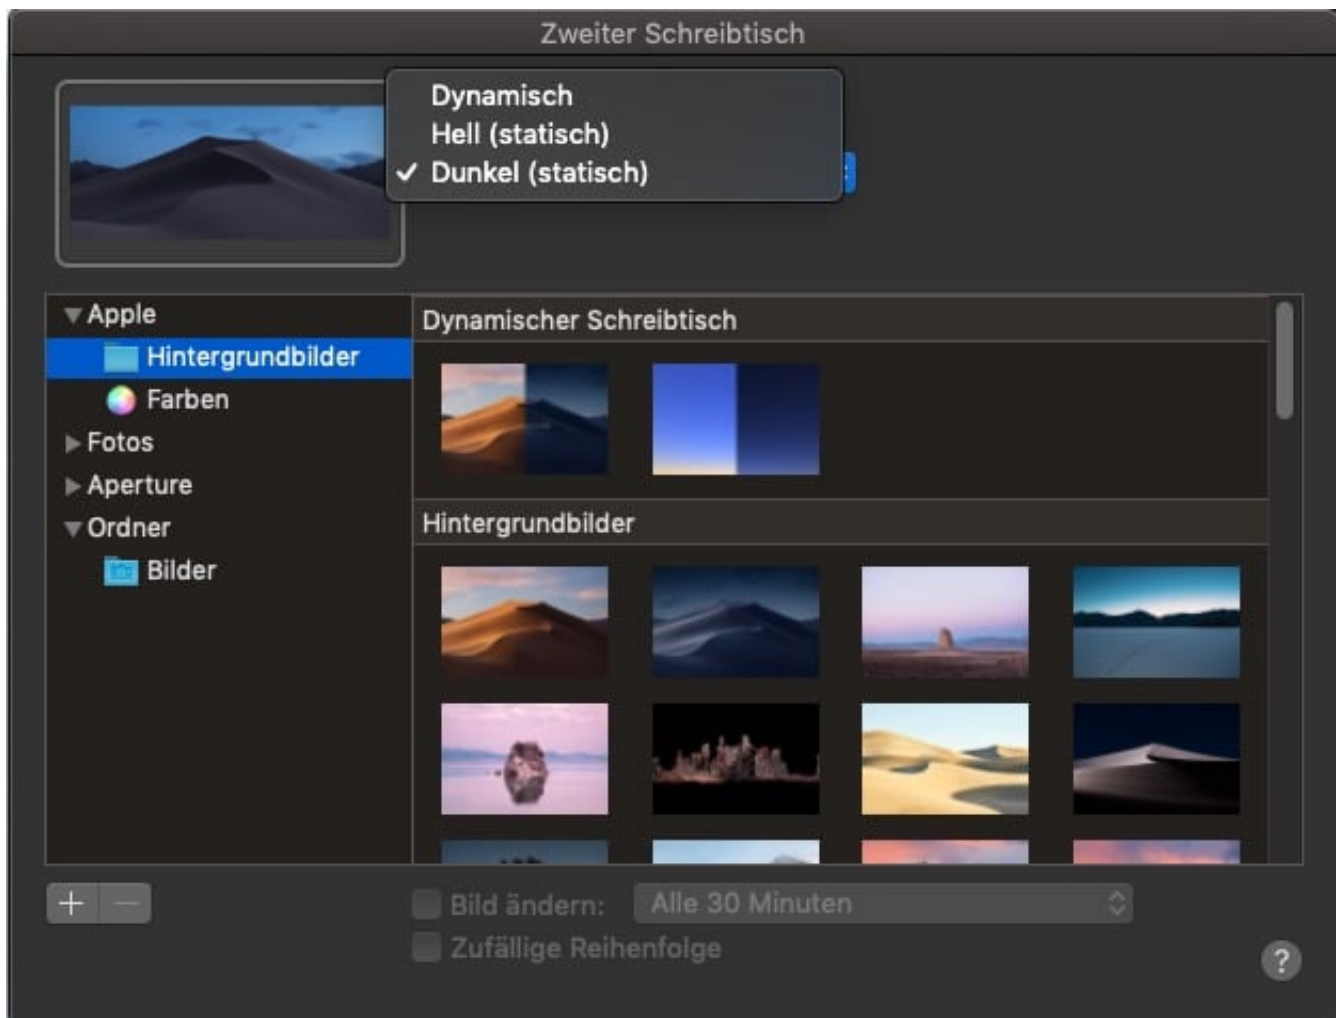 Zweiter Schreibtisch
Dynamisch
Hell (statisch)
✓ Dunkel (statisch)
Apple
Hintergrundbilder
Farben
Fotos
Aperture
Ordner
Bilder
Dynamischer Schreibtisch
Hintergrundbilder
+ −
Bild ändern: Alle 30 Minuten
Zufällige Reihenfolge
?